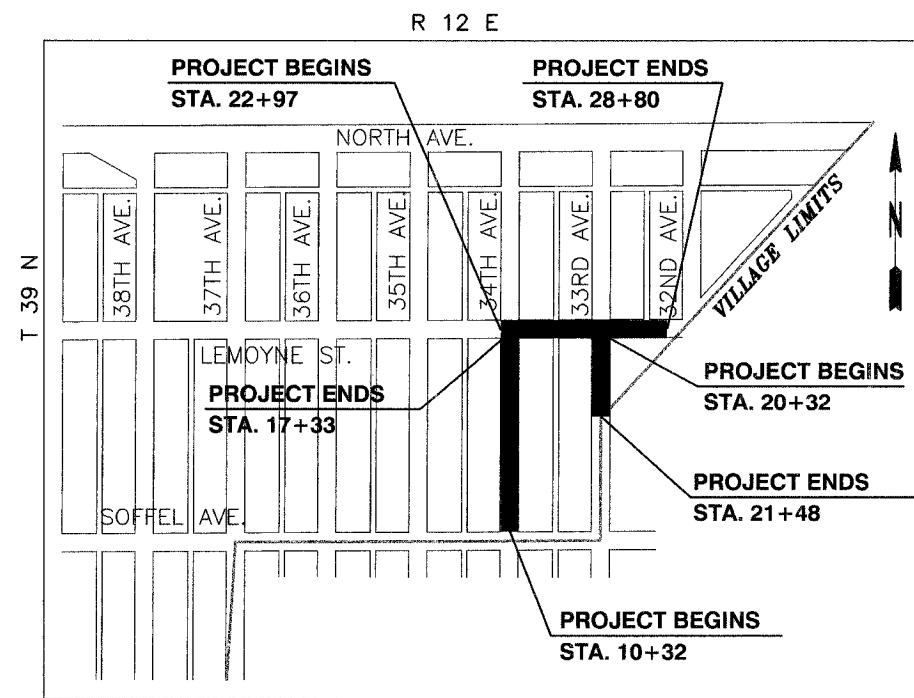 R 12 E
PROJECT BEGINS
STA. 22+97
PROJECT ENDS
STA. 28+80
NORTH AVE.
T 39 N
38TH AVE.
37TH AVE.
36TH AVE.
35TH AVE.
34TH AVE.
33RD AVE.
32ND AVE.
VILLAGE LIMITS
N
LEMOYNE ST.
PROJECT ENDS
STA. 17+33
PROJECT BEGINS
STA. 20+32
PROJECT ENDS
STA. 21+48
SOFFEL AVE.
PROJECT BEGINS
STA. 10+32